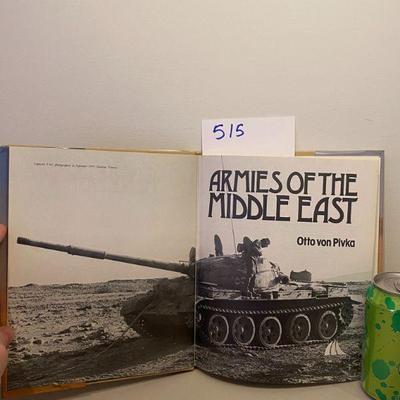 515
ARMIES OF THE
MIDDLE EAST
Otto von Pivka